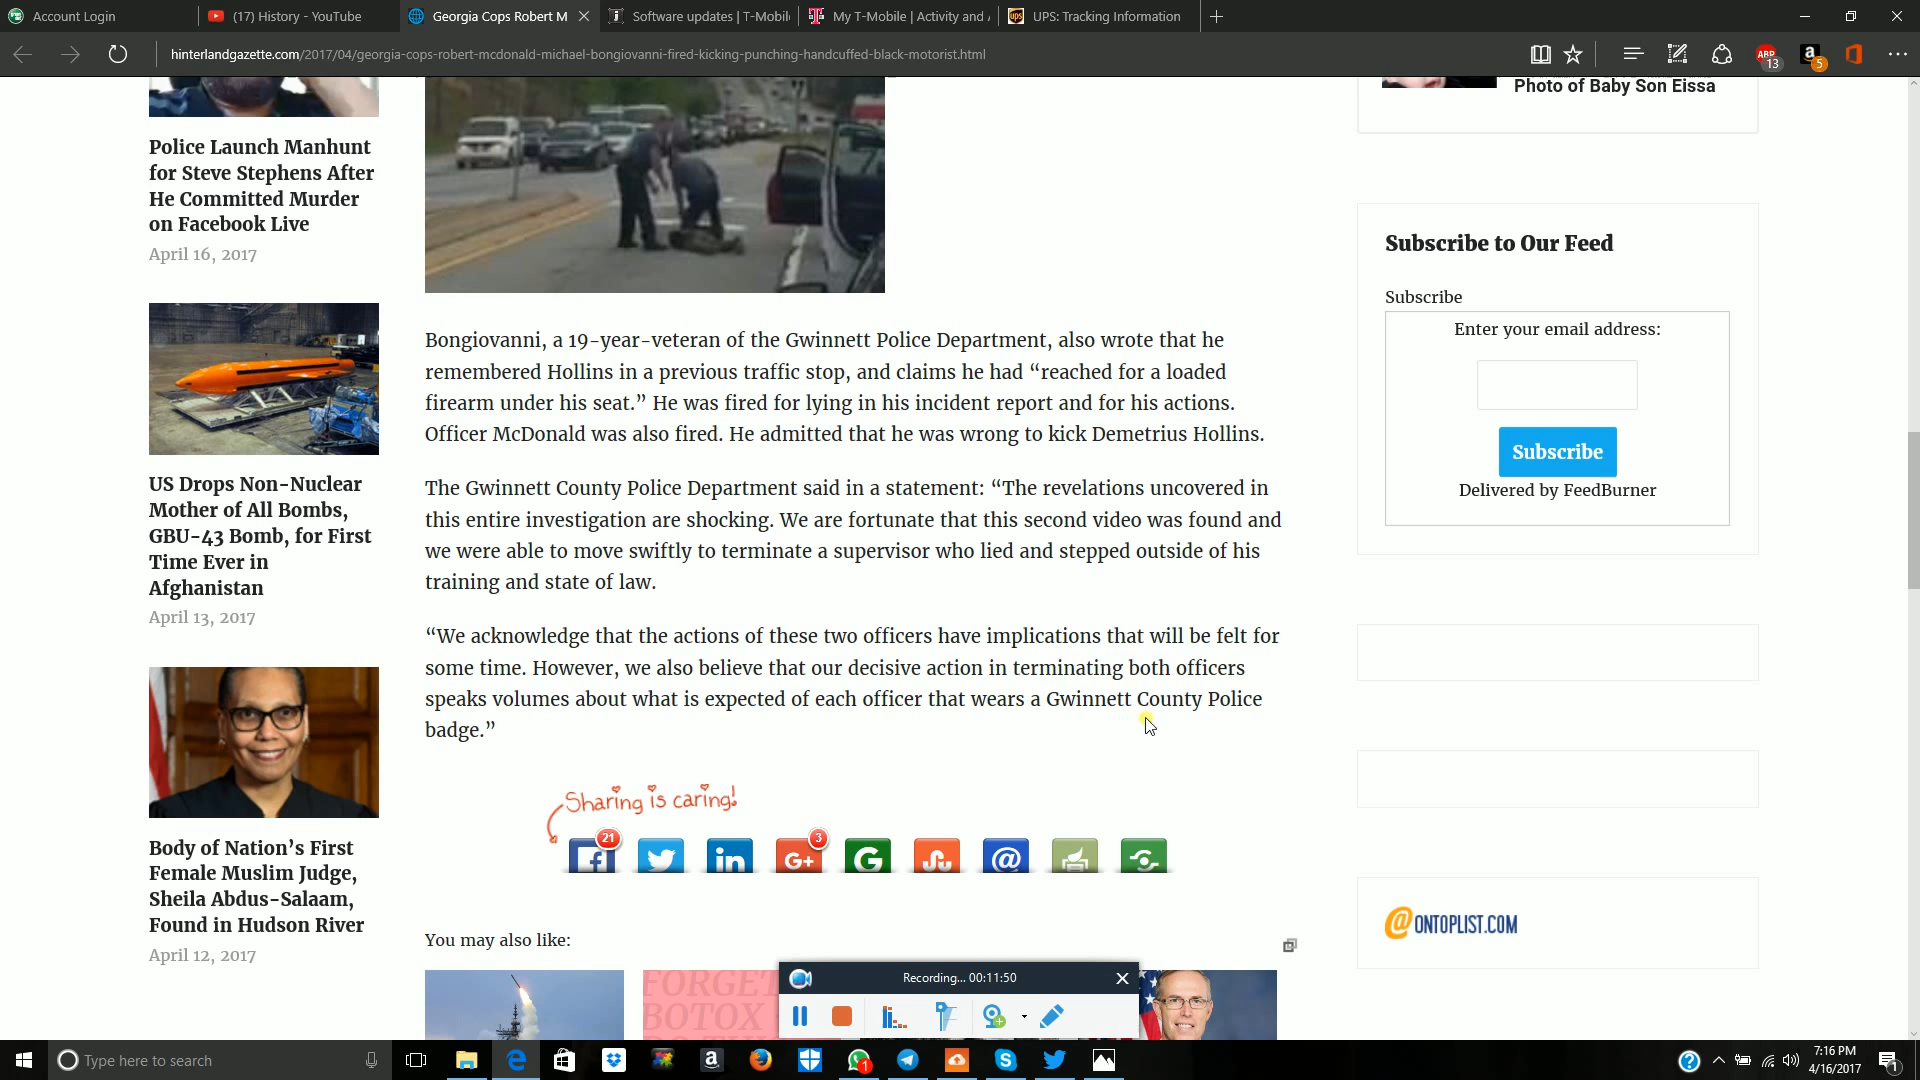 Account Login
(17) History - YouTube
Georgia Cops Robert M
Software updates | T-Mobil
My T-Mobile | Activity and
UPS: Tracking Information
hinterlandgazette.com/2017/04/georgia-cops-robert-mcdonald-michael-bongiovanni-fired-kicking-punching-handcuffed-black-motorist.html
ABP
13
a
5
Police Launch Manhunt
for Steve Stephens After
He Committed Murder
on Facebook Live
April 16, 2017
US Drops Non-Nuclear
Mother of All Bombs,
GBU-43 Bomb, for First
Time Ever in
Afghanistan
April 13, 2017
Body of Nation's First
Female Muslim Judge,
Sheila Abdus-Salaam,
Found in Hudson River
April 12, 2017
Bongiovanni, a 19-year-veteran of the Gwinnett Police Department, also wrote that he
remembered Hollins in a previous traffic stop, and claims he had “reached for a loaded
firearm under his seat.” He was fired for lying in his incident report and for his actions.
Officer McDonald was also fired. He admitted that he was wrong to kick Demetrius Hollins.
The Gwinnett County Police Department said in a statement: “The revelations uncovered in
this entire investigation are shocking. We are fortunate that this second video was found and
we were able to move swiftly to terminate a supervisor who lied and stepped outside of his
training and state of law.
“We acknowledge that the actions of these two officers have implications that will be felt for
some time. However, we also believe that our decisive action in terminating both officers
speaks volumes about what is expected of each officer that wears a Gwinnett County Police
badge.”
Sharing is caring!
21
3
You may also like:
FORGET
BOTOX
Photo of Baby Son Eissa
Subscribe to Our Feed
Subscribe
Enter your email address:
Subscribe
Delivered by FeedBurner
@ONTOPLIST.COM
Recording... 00:11:50
Type here to search
1
7:16 PM
4/16/2017
1